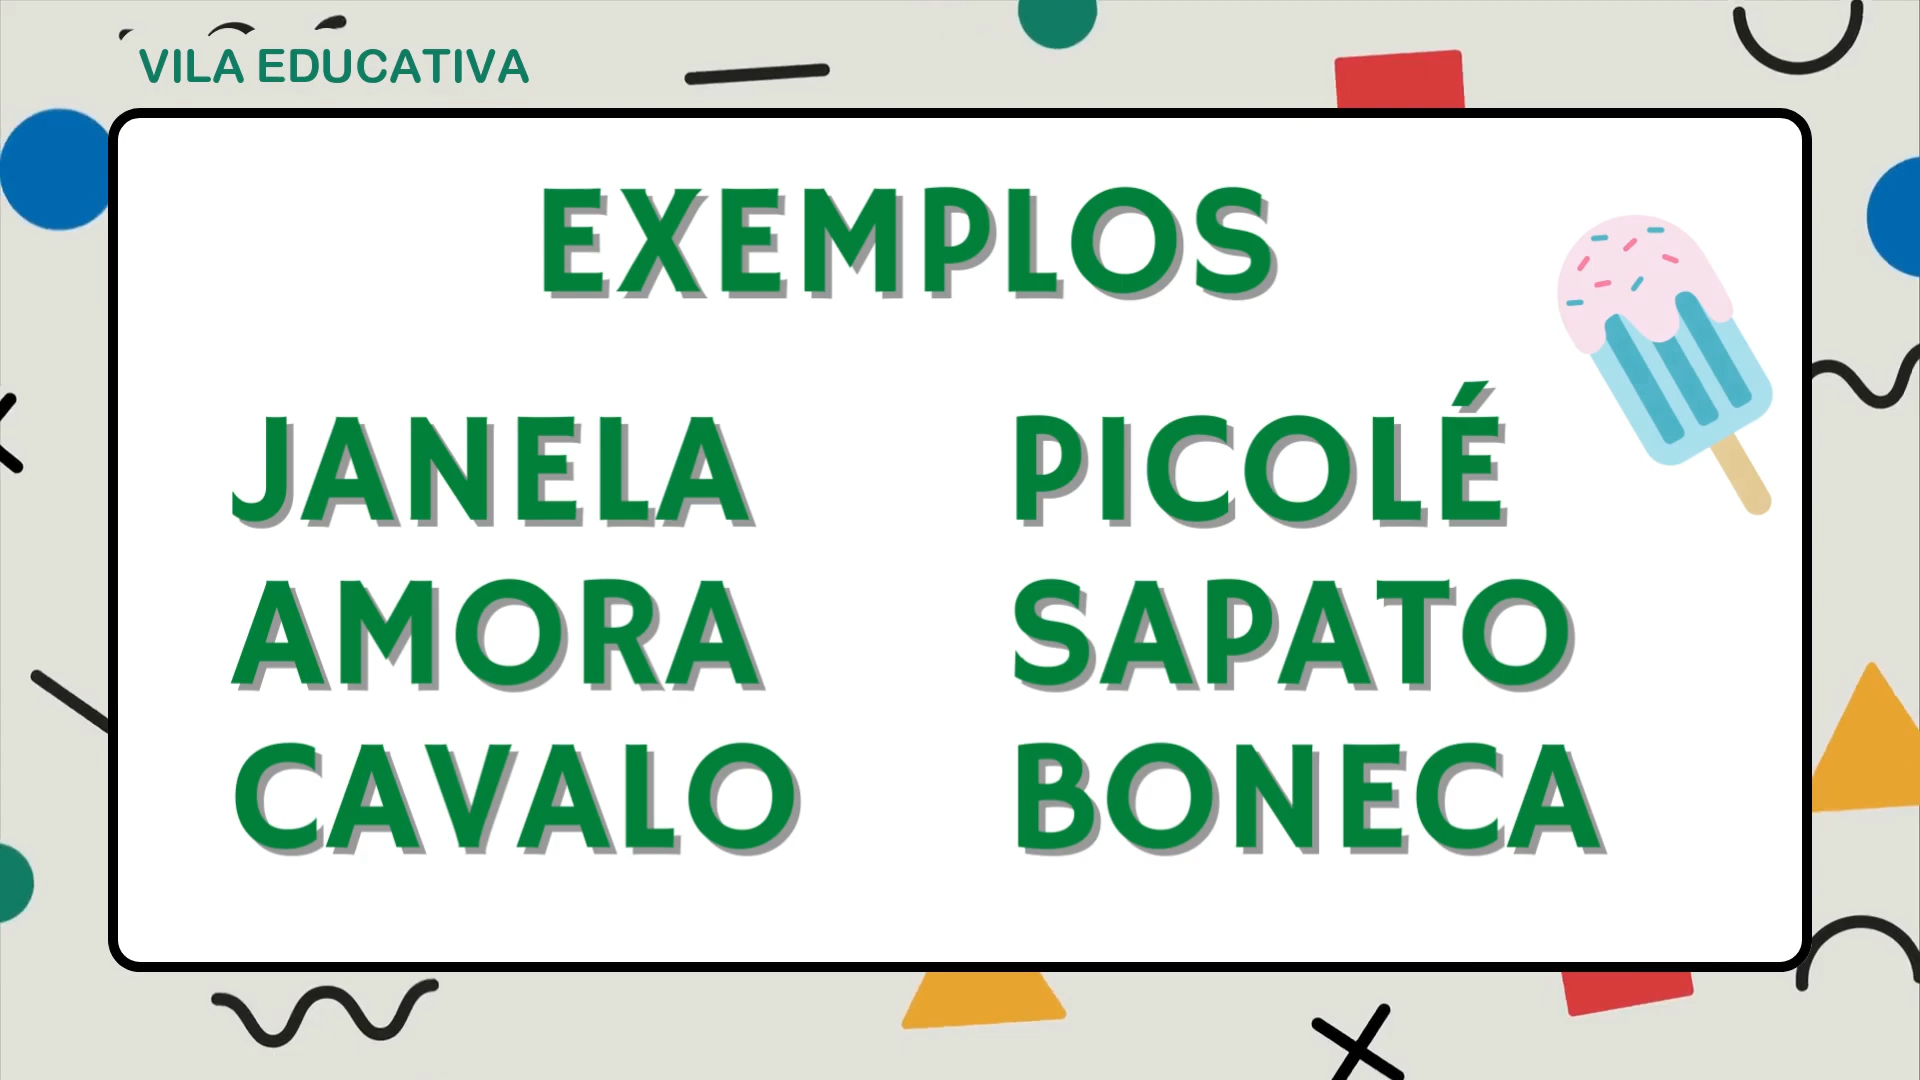 VILA EDUCATIVA
EXEMPLOS
JANELA
AMORA
CAVALO
PICOLÉ
SAPATO
BONECA